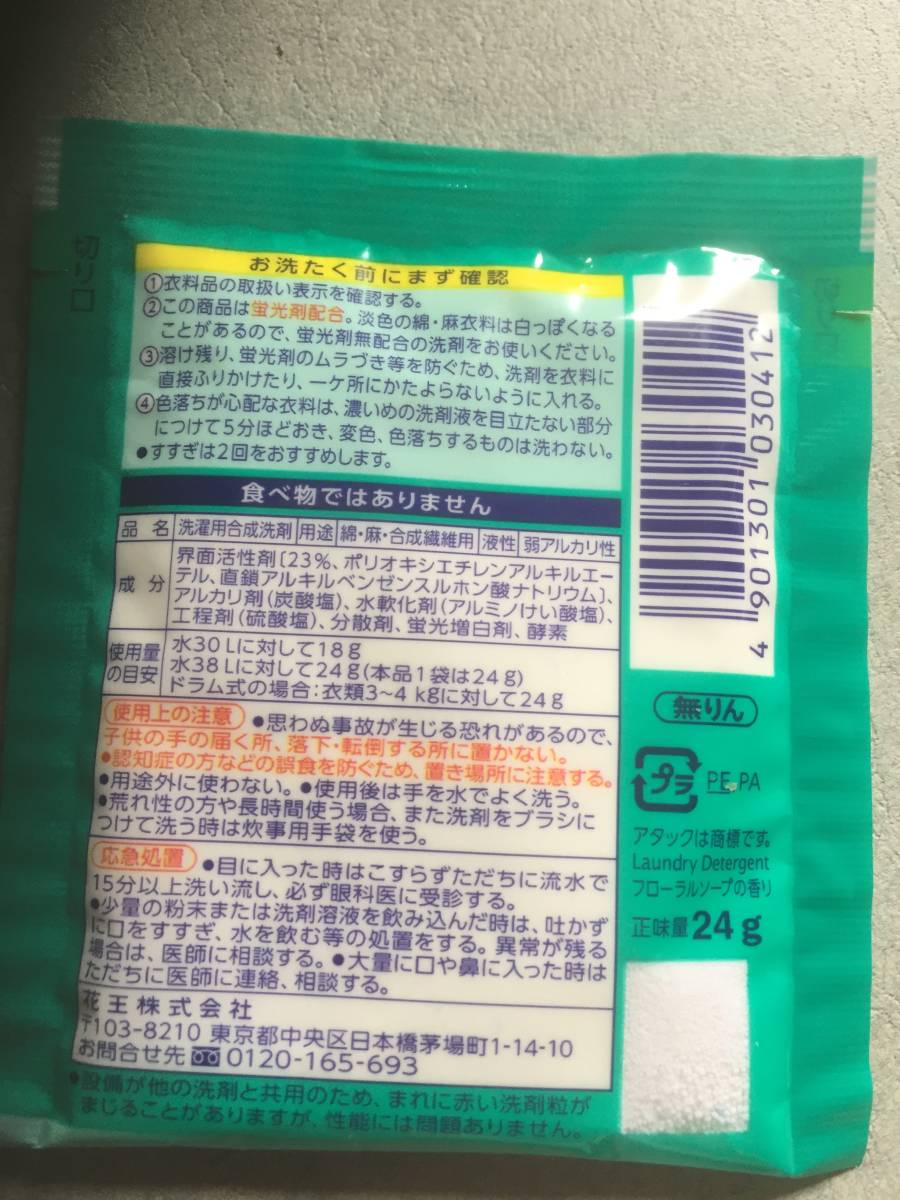 切り口
お洗たく前にまず確認
①衣料品の取扱い表示を確認する。
②この商品は蛍光剤配合。淡色の綿・麻衣料は白っぽくなる
ことがあるので、蛍光剤無配合の洗剤をお使いください。
③溶け残り、蛍光剤のムラづき等を防ぐため、洗剤を衣料に
直接ふりかけたり、一ケ所にかたよらないように入れる。
④色落ちが心配な衣料は、濃いめの洗剤液を目立たない部分
につけて5分ほどおき、変色、色落ちするものは洗わない。
●すすぎは2回をおすすめします。
食べ物ではありません
品 名 洗濯用合成洗剤 用途 綿・麻・合成繊維用 液性 弱アルカリ性
成 分 界面活性剤〔23%、ポリオキシエチレンアルキルエー
テル、直鎖アルキルベンゼンスルホン酸ナトリウム〕、
アルカリ剤(炭酸塩)、水軟化剤(アルミノけい酸塩)、
工程剤(硫酸塩)、分散剤、蛍光増白剤、酵素
使用量の目安
水30Lに対して18g
水38Lに対して24g(本品1袋は24g)
ドラム式の場合:衣類3~4 kgに対して24g
使用上の注意 ●思わぬ事故が生じる恐れがあるので、
子供の手の届く所、落下・転倒する所に置かない。
●認知症の方などの誤食を防ぐため、置き場所に注意する。
●用途外に使わない。●使用後は手を水でよく洗う。
●荒れ性の方や長時間使う場合、また洗剤をブラシに
つけて洗う時は炊事用手袋を使う。
応急処置 ●目に入った時はこすらずただちに流水で
15分以上洗い流し、必ず眼科医に受診する。
●少量の粉末または洗剤溶液を飲み込んだ時は、吐かず
に口をすすぎ、水を飲む等の処置をする。異常が残る
場合は、医師に相談する。●大量に口や鼻に入った時は
ただちに医師に連絡、相談する。
花王株式会社
〒103-8210 東京都中央区日本橋茅場町1-14-10
お問合せ先 0120-165-693
●設備が他の洗剤と共用のため、まれに赤い洗剤粒が
まじることがありますが、性能には問題ありません。
4 901301 030412
無りん
プラ PE, PA
アタックは商標です。
Laundry Detergent
フローラルソープの香り
正味量24g